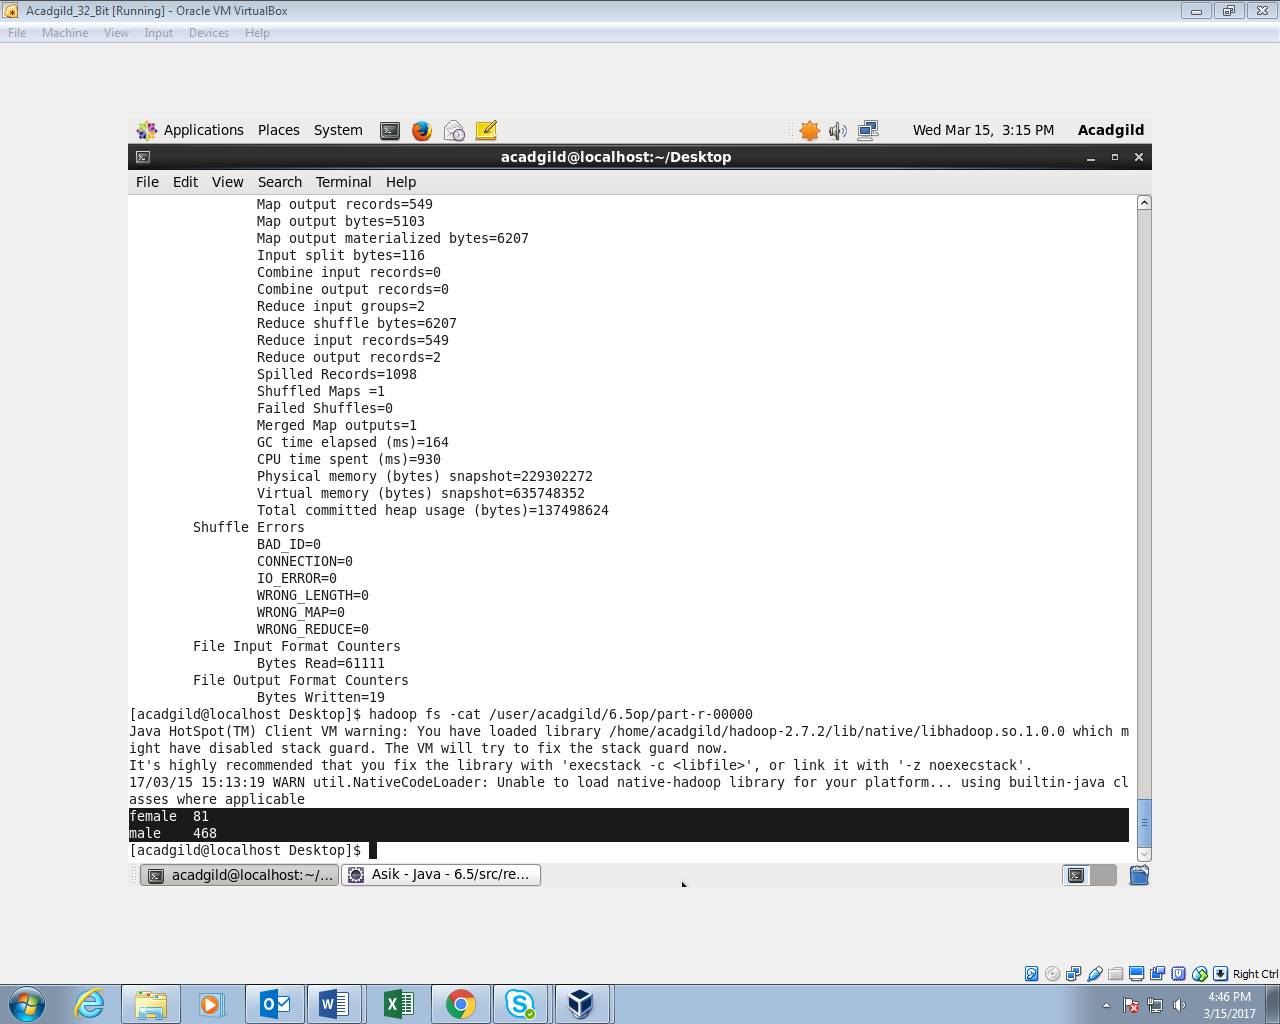 Acadgild_32_Bit [Running] - Oracle VM VirtualBox
File Machine View Input Devices Help
Applications Places System Wed Mar 15, 3:15 PM Acadgild
acadgild@localhost:~/Desktop
File Edit View Search Terminal Help
Map output records=549
Map output bytes=5103
Map output materialized bytes=6207
Input split bytes=116
Combine input records=0
Combine output records=0
Reduce input groups=2
Reduce shuffle bytes=6207
Reduce input records=549
Reduce output records=2
Spilled Records=1098
Shuffled Maps =1
Failed Shuffles=0
Merged Map outputs=1
GC time elapsed (ms)=164
CPU time spent (ms)=930
Physical memory (bytes) snapshot=229302272
Virtual memory (bytes) snapshot=635748352
Total committed heap usage (bytes)=137498624
Shuffle Errors
BAD_ID=0
CONNECTION=0
IO_ERROR=0
WRONG_LENGTH=0
WRONG_MAP=0
WRONG_REDUCE=0
File Input Format Counters
Bytes Read=61111
File Output Format Counters
Bytes Written=19
[acadgild@localhost Desktop]$ hadoop fs -cat /user/acadgild/6.5op/part-r-00000
Java HotSpot(TM) Client VM warning: You have loaded library /home/acadgild/hadoop-2.7.2/lib/native/libhadoop.so.1.0.0 which m
ight have disabled stack guard. The VM will try to fix the stack guard now.
It's highly recommended that you fix the library with 'execstack -c <libfile>', or link it with '-z noexecstack'.
17/03/15 15:13:19 WARN util.NativeCodeLoader: Unable to load native-hadoop library for your platform... using builtin-java cl
asses where applicable
female 81
male 468
[acadgild@localhost Desktop]$
acadgild@localhost:~/... Asik - Java - 6.5/src/re...
Right Ctrl
4:46 PM
3/15/2017